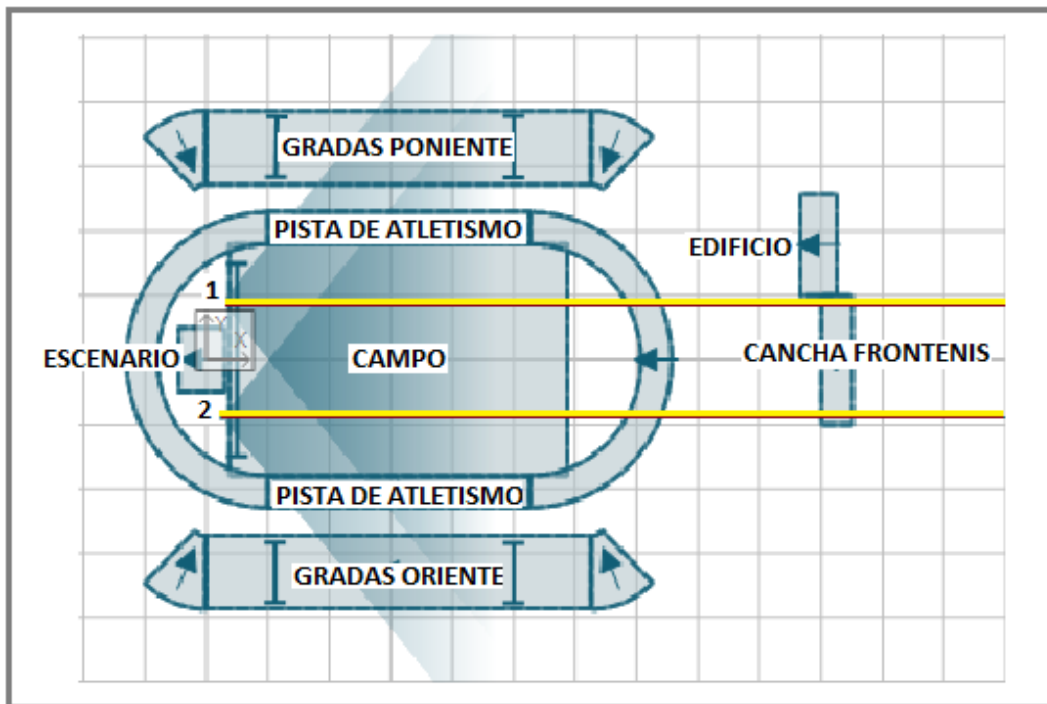 GRADAS PONIENTE
PISTA DE ATLETISMO
EDIFICIO
1
Y
X
ESCENARIO
CAMPO
CANCHA FRONTENIS
2
PISTA DE ATLETISMO
GRADAS ORIENTE